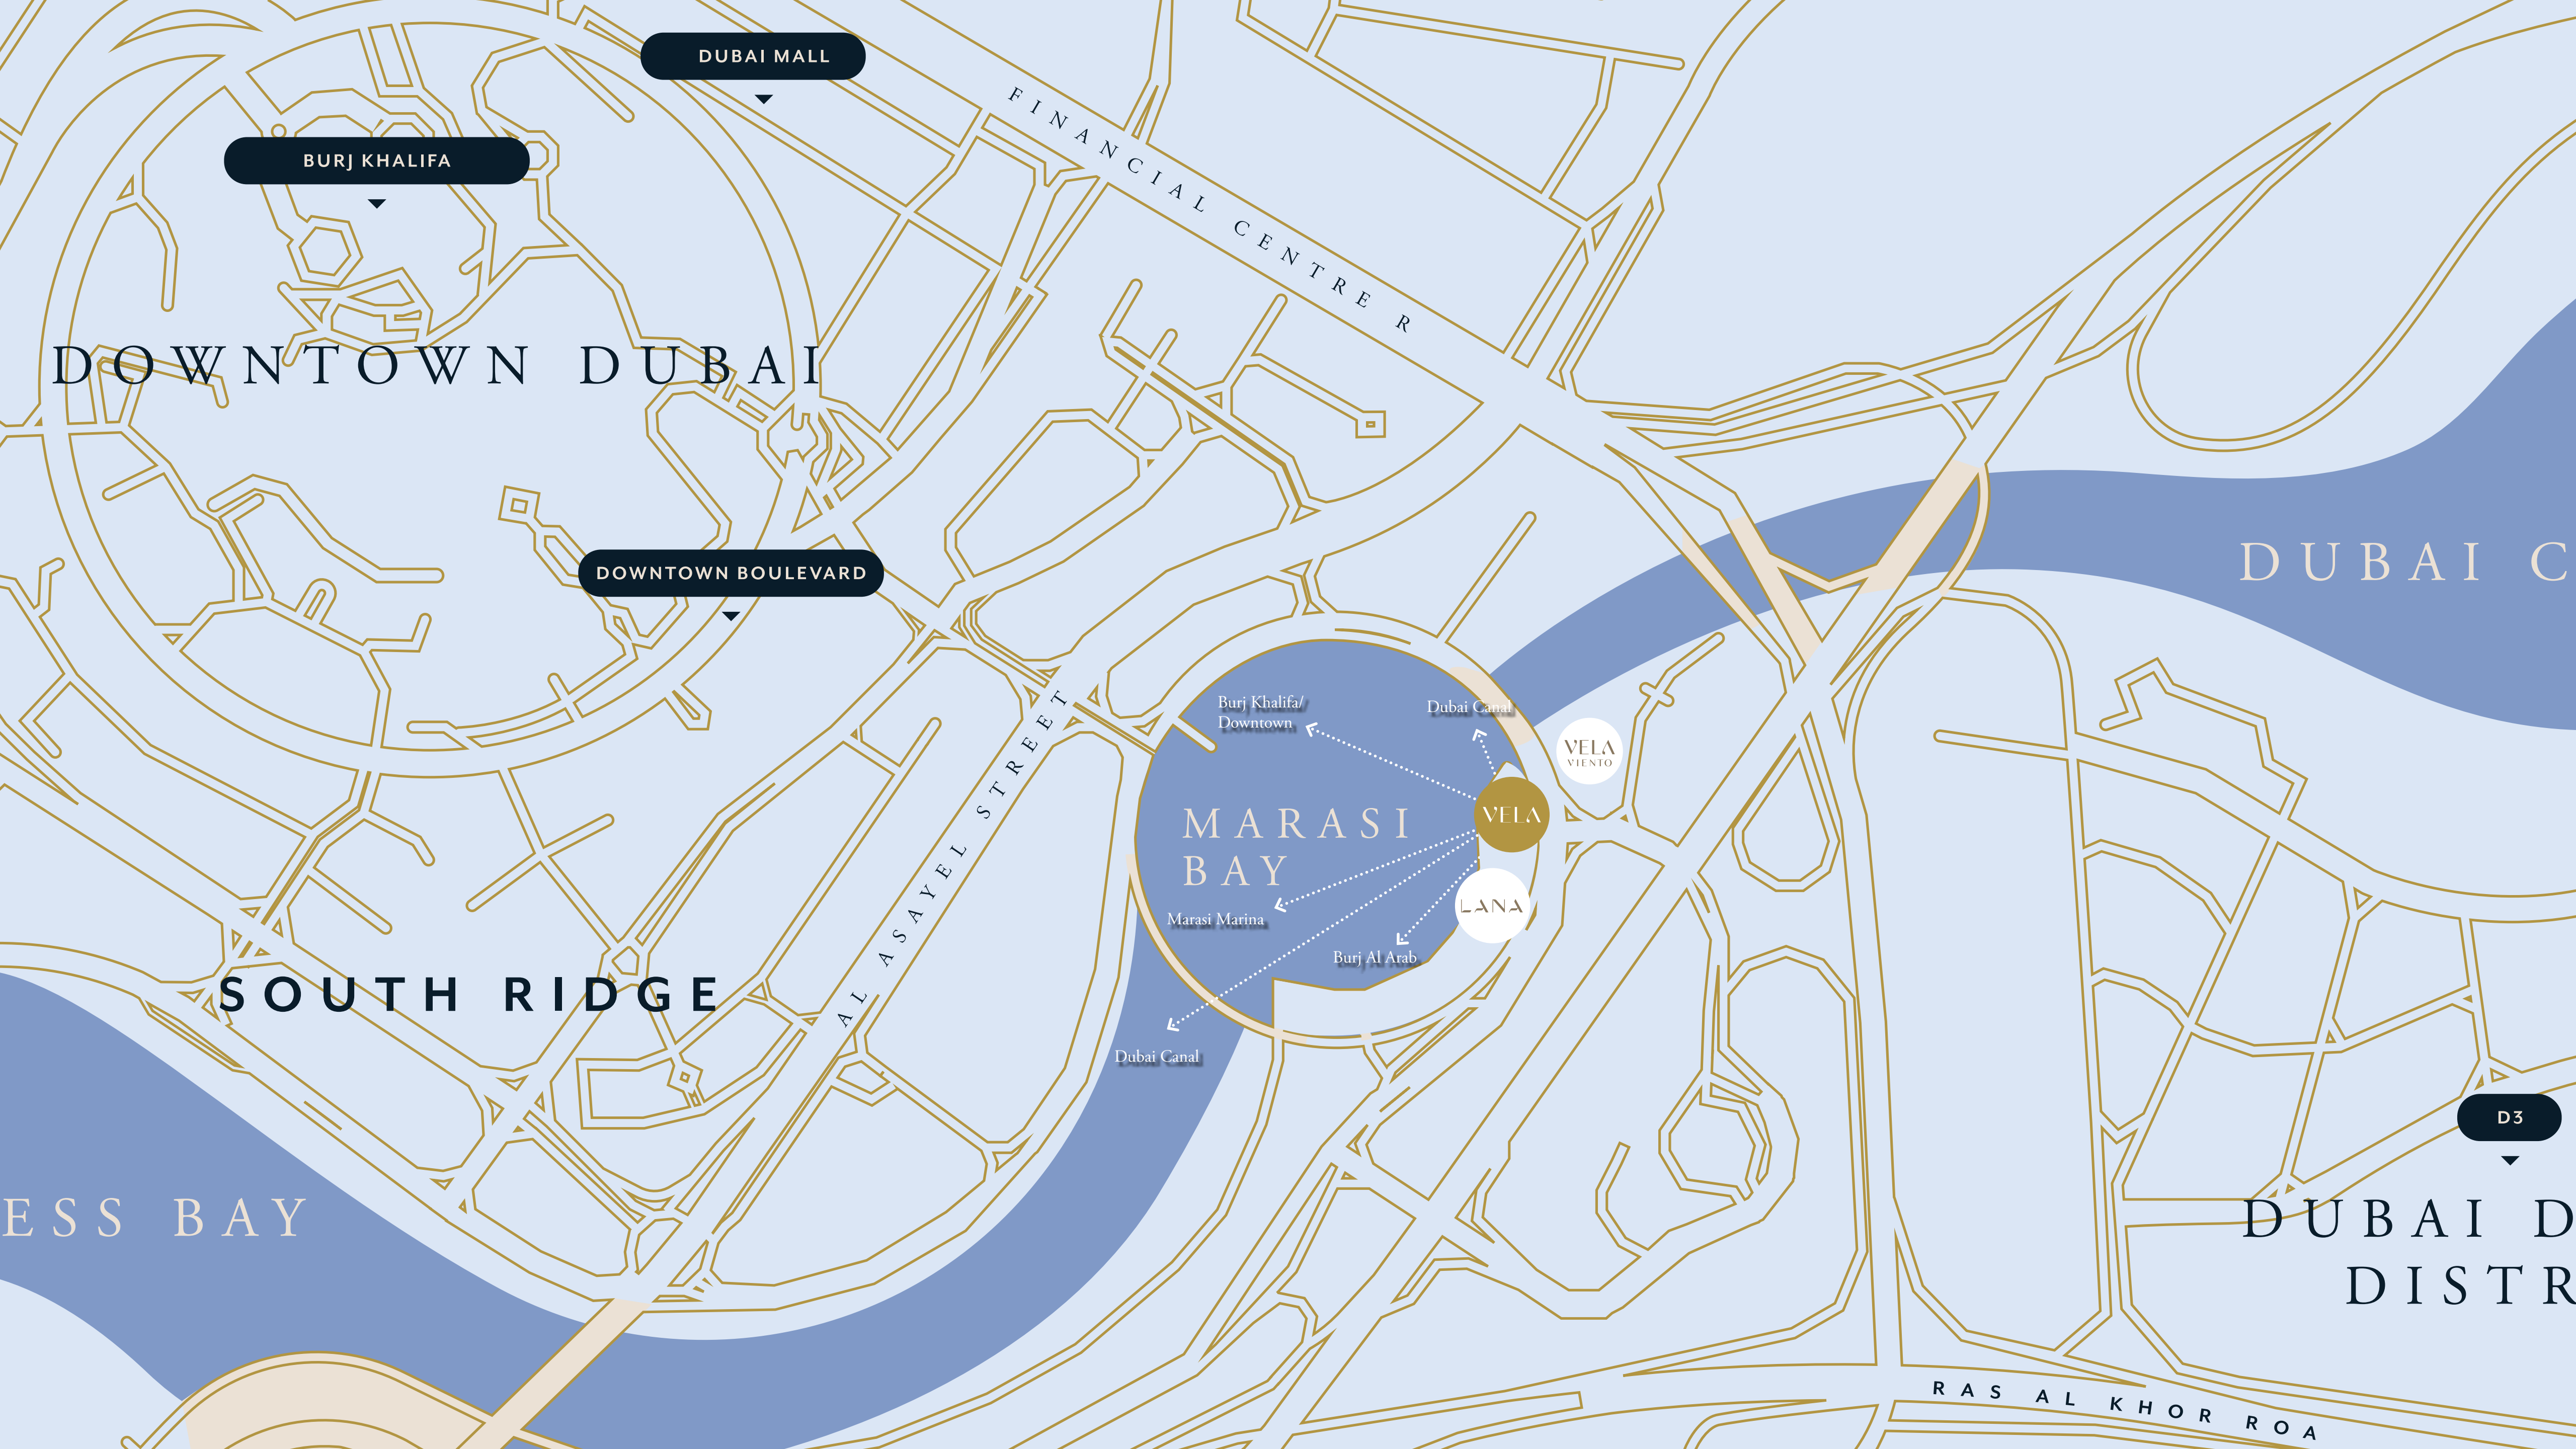 DUBAI MALL
FINANCIAL CENTRE R
BURJ KHALIFA
DOWNTOWN DUBAI
DOWNTOWN BOULEVARD
DUBAI C
AL ASAYEL STREET
Burj Khalifa/
Downtown
Dubai Canal
VELA
VIENTO
VELA
MARASI
BAY
LANA
Marasi Marina
Burj Al Arab
Dubai Canal
SOUTH RIDGE
D3
ESS BAY
DUBAI D
DISTR
RAS AL KHOR ROA